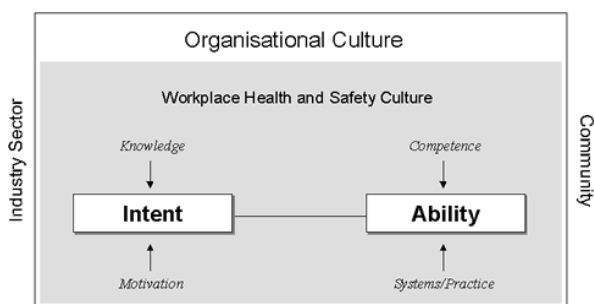 Organisational Culture
Industry Sector
Workplace Health and Safety Culture
Community
Knowledge
Competence
Intent
Ability
Motivation
Systems/Practice